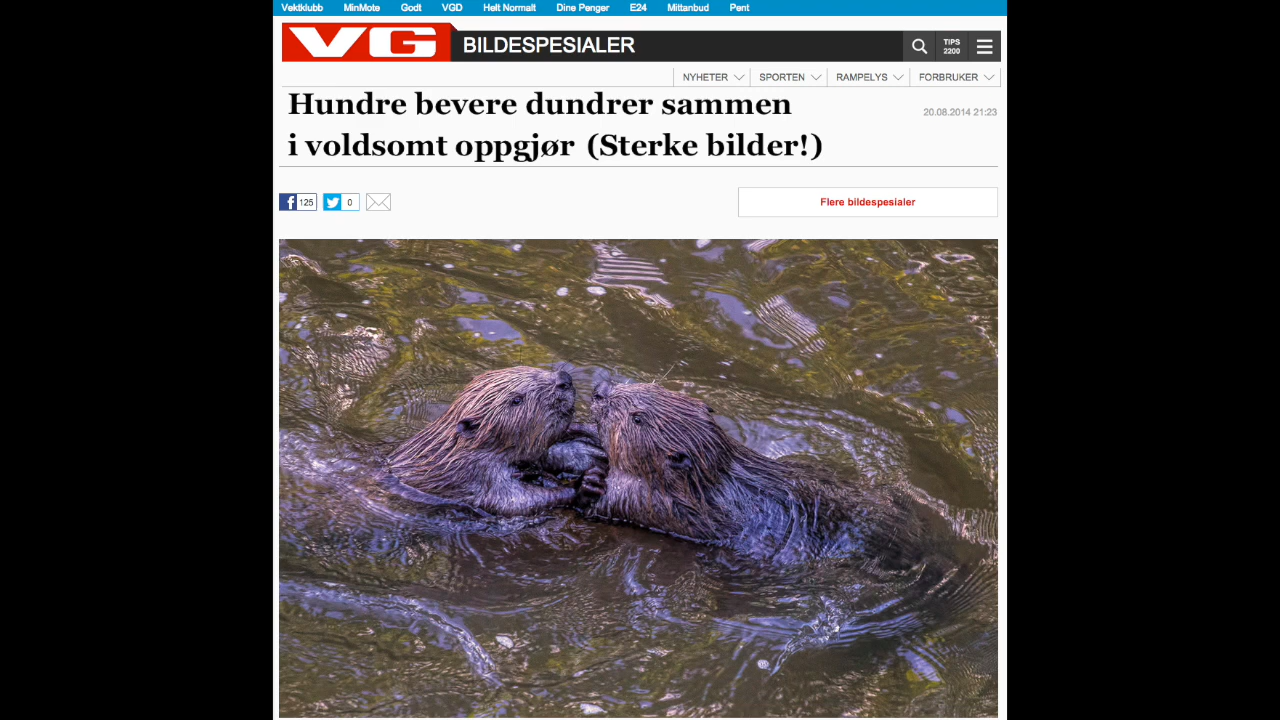 Vektklubb MinMote Godt VGD Helt Normalt Dine Penger E24 Mittanbud Pent
VG BILDESPESIALER TIPS
2200
NYHETER SPORTEN RAMPELYS FORBRUKER
Hundre bevere dundrer sammen
20.08.2014 21:23
i voldsomt oppgjør (Sterke bilder!)
f 125 0 Flere bildespesialer